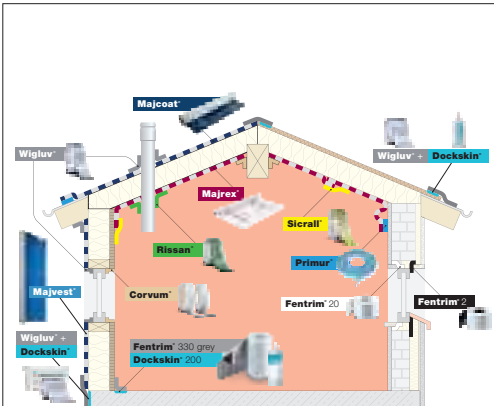 Majcoat®
Wigluv®
Wigluv® + Dockskin®
Majrex®
Sicrall®
Rissan®
Primur®
Majvest®
Corvum®
Fentrim® 20
Fentrim® 2
Wigluv® +
Dockskin®
Fentrim® 330 grey
Dockskin® 200